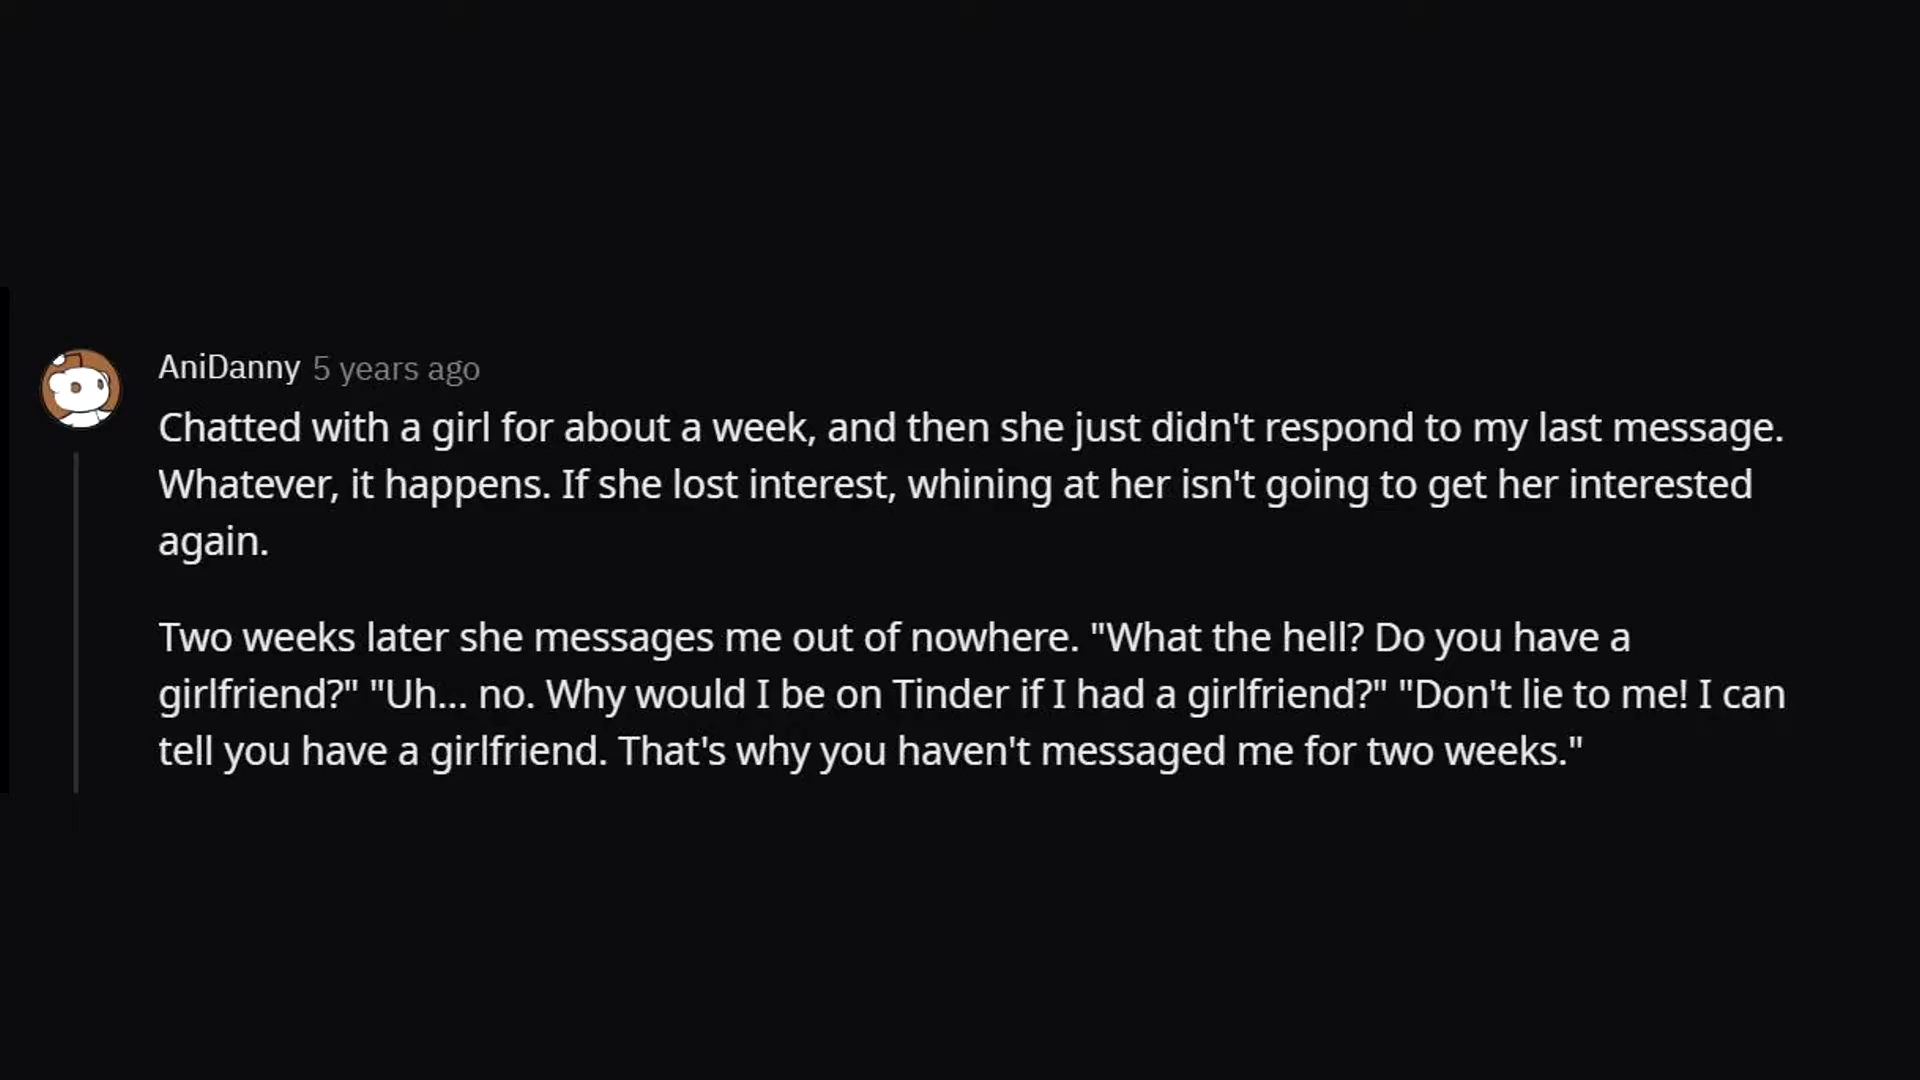 AniDanny 5 years ago
Chatted with a girl for about a week, and then she just didn't respond to my last message.
Whatever, it happens. If she lost interest, whining at her isn't going to get her interested
again.
Two weeks later she messages me out of nowhere. "What the hell? Do you have a
girlfriend?" "Uh... no. Why would I be on Tinder if I had a girlfriend?" "Don't lie to me! I can
tell you have a girlfriend. That's why you haven't messaged me for two weeks."